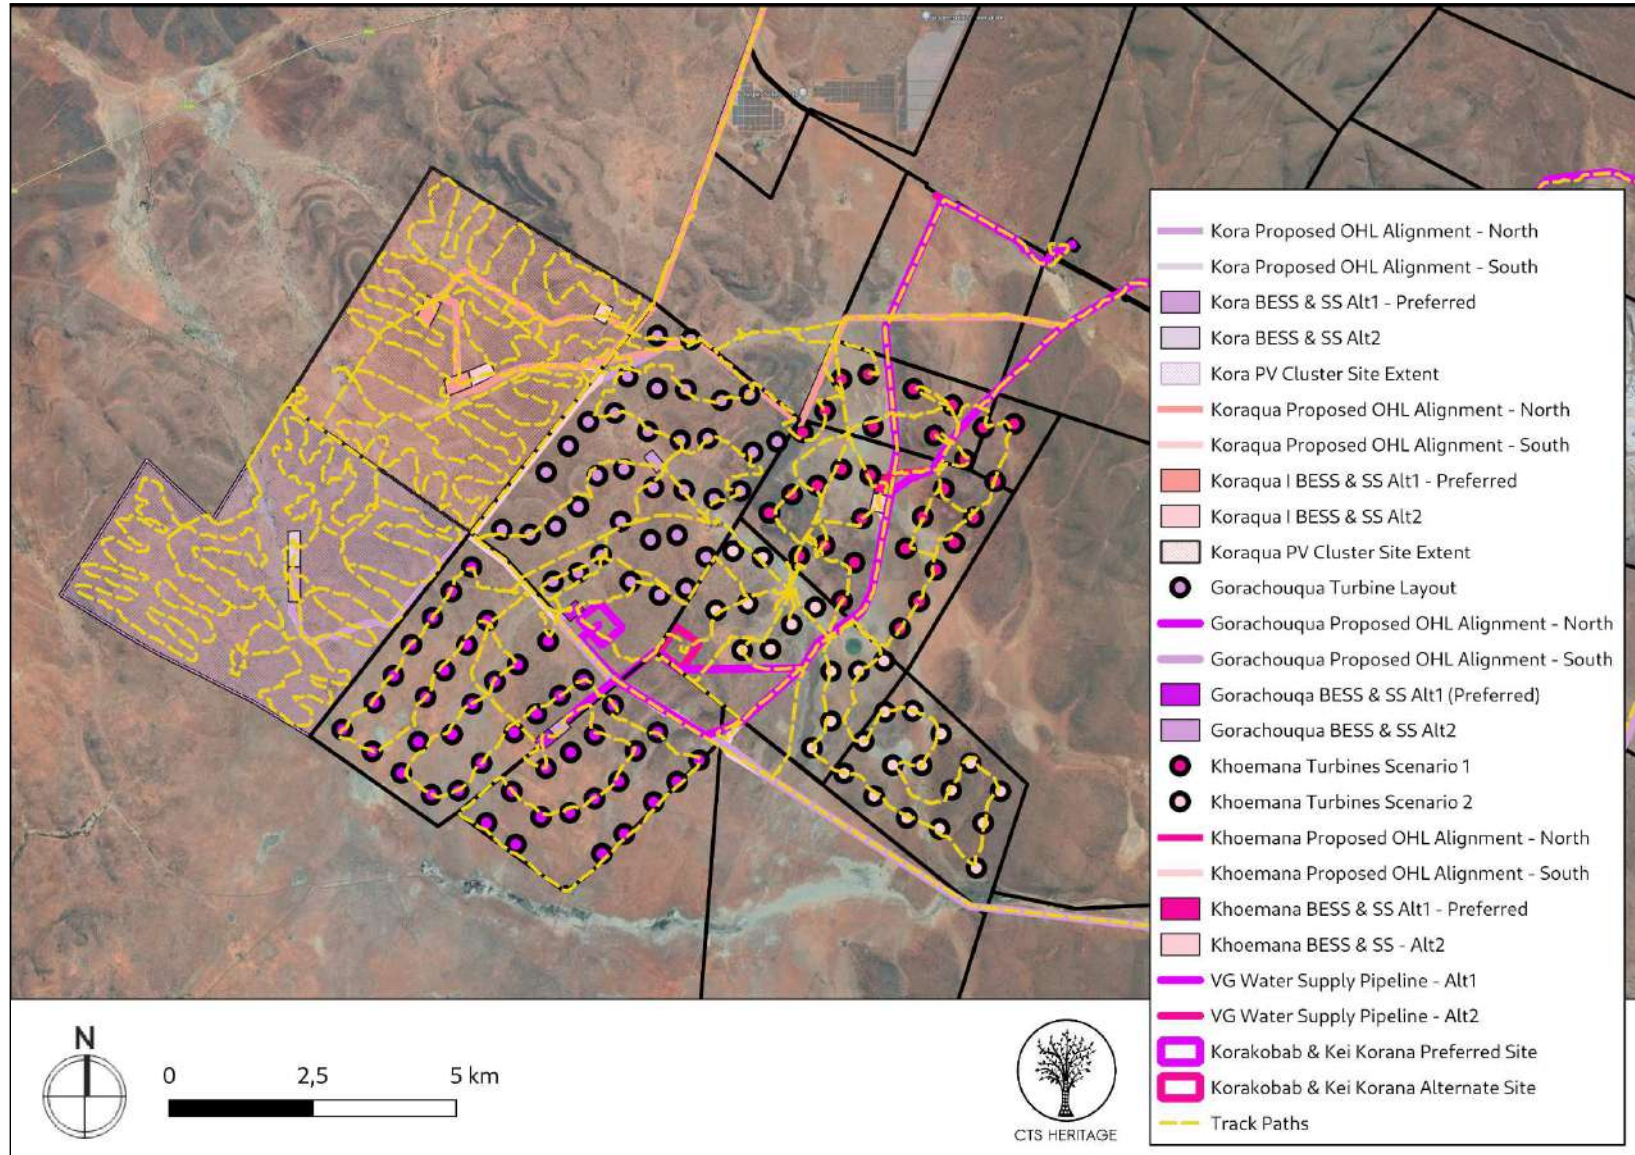 Kora Proposed OHL Alignment - North
Kora Proposed OHL Alignment - South
Kora BESS & SS Alt1 - Preferred
Kora BESS & SS Alt2
Kora PV Cluster Site Extent
Koraqua Proposed OHL Alignment - North
Koraqua Proposed OHL Alignment - South
Koraqua I BESS & SS Alt1 - Preferred
Koraqua I BESS & SS Alt2
Koraqua PV Cluster Site Extent
Gorachouqua Turbine Layout
Gorachouqua Proposed OHL Alignment - North
Gorachouqua Proposed OHL Alignment - South
Gorachouqa BESS & SS Alt1 (Preferred)
Gorachouqua BESS & SS Alt2
Khoemana Turbines Scenario 1
Khoemana Turbines Scenario 2
Khoemana Proposed OHL Alignment - North
Khoemana Proposed OHL Alignment - South
Khoemana BESS & SS Alt1 - Preferred
Khoemana BESS & SS - Alt2
VG Water Supply Pipeline - Alt1
VG Water Supply Pipeline - Alt2
Korakobab & Kei Korana Preferred Site
Korakobab & Kei Korana Alternate Site
Track Paths
N
0 2,5 5 km
CTS HERITAGE